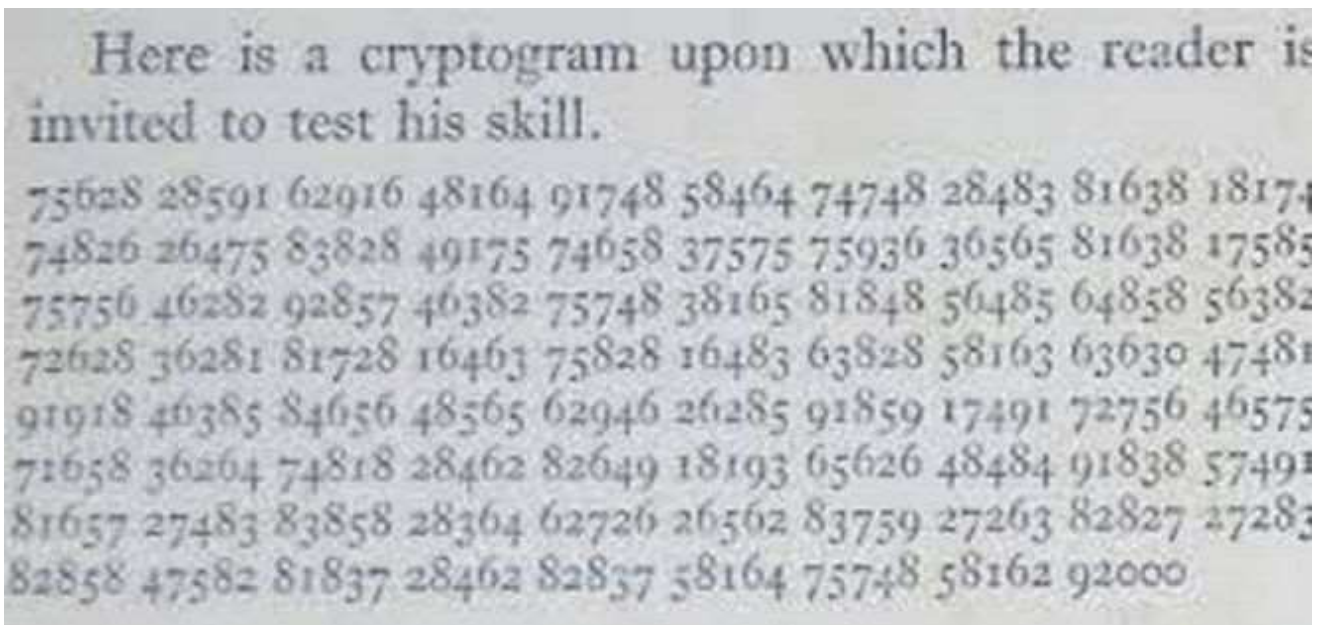 Here is a cryptogram upon which the reader is
invited to test his skill.
75628 28591 62916 48164 91748 58464 74748 28483 81638 18174
74826 26475 83828 49175 74658 37575 75936 36565 81638 17585
75756 46282 92857 46382 75748 38165 81848 56485 64858 56382
72628 36281 81728 16463 75828 16483 63828 58163 63630 47481
91918 46385 84656 48565 62946 26285 91859 17491 72756 46575
71658 36264 74818 28462 82649 18193 65626 48484 91838 57491
81657 27483 83858 28364 62726 26562 83759 27263 82827 27283
82858 47582 81837 28462 82837 58164 75748 58162 92000